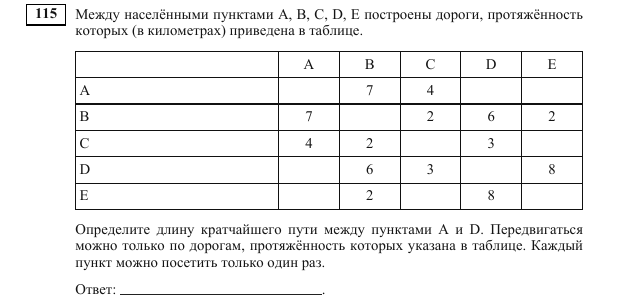 115 Между населёнными пунктами A, B, C, D, E построены дороги, протяжённость
которых (в километрах) приведена в таблице.
A B C D E
A 7 4
B 7 2 6 2
C 4 2 3
D 6 3 8
E 2 8
Определите длину кратчайшего пути между пунктами A и D. Передвигаться
можно только по дорогам, протяжённость которых указана в таблице. Каждый
пункт можно посетить только один раз.
Ответ: ______________________________.